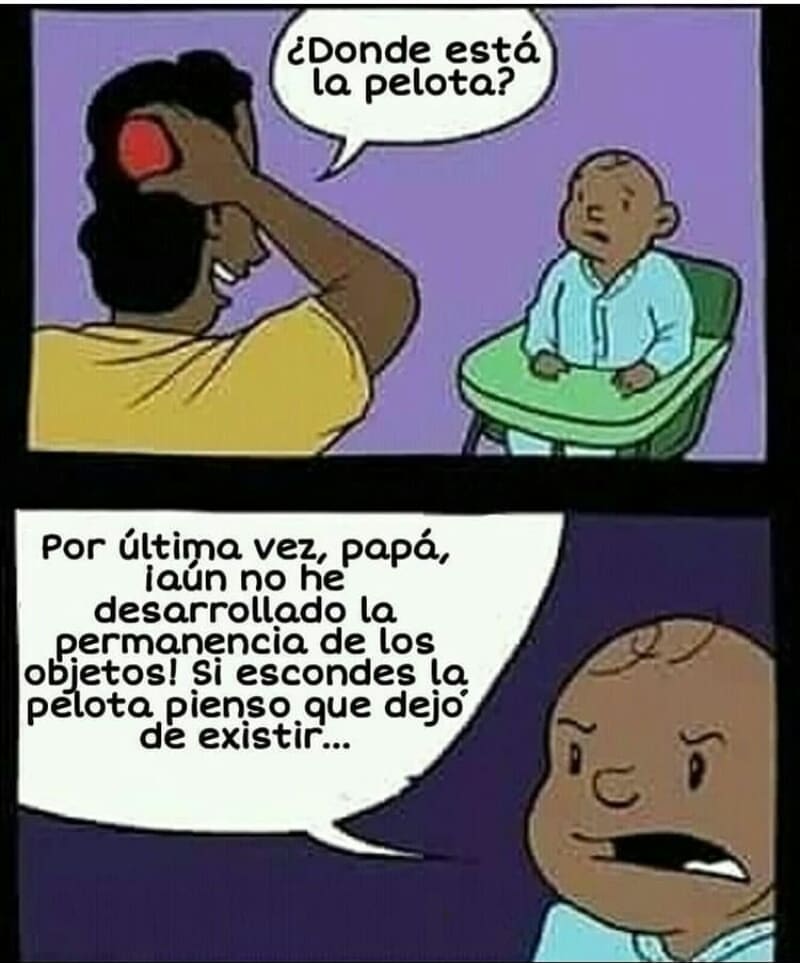 ¿Donde está
la pelota?
Por última vez, papá,
¡aún no he
desarrollado la
permanencia de los
objetos! Si escondes la
pelota pienso que dejó
de existir...